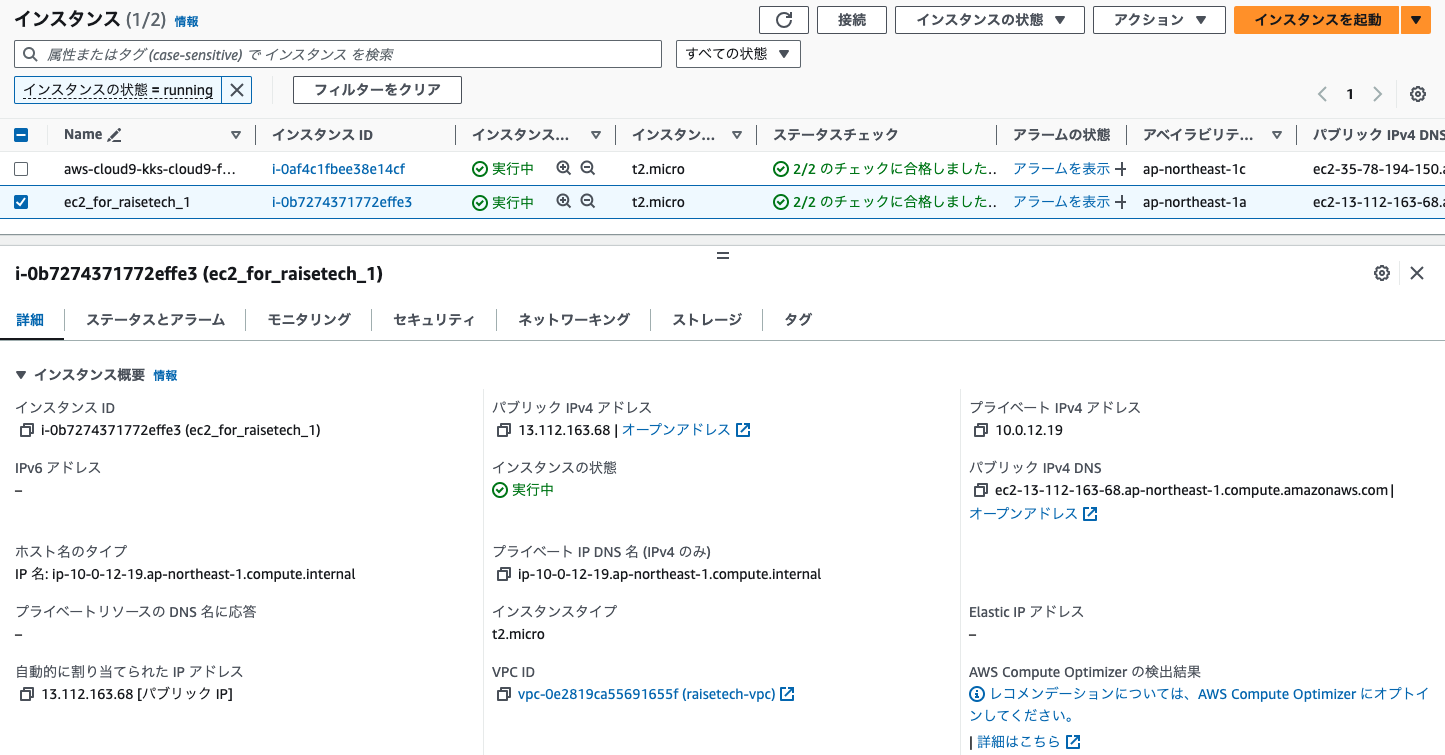 インスタンス (1/2) 情報
接続
インスタンスの状態
アクション
インスタンスを起動
属性またはタグ (case-sensitive) で インスタンス を検索
すべての状態
インスタンスの状態 = running
フィルターをクリア
1
Name
インスタンス ID
インスタンス...
インスタン...
ステータスチェック
アラームの状態
アベイラビリテ...
パブリック IPv4 DNS
aws-cloud9-kks-cloud9-f...
i-0af4c1fbee38e14cf
実行中
t2.micro
2/2 のチェックに合格しました..
アラームを表示
ap-northeast-1c
ec2-35-78-194-150.a
ec2_for_raisetech_1
i-0b7274371772effe3
実行中
t2.micro
2/2 のチェックに合格しました..
アラームを表示
ap-northeast-1a
ec2-13-112-163-68.a
i-0b7274371772effe3 (ec2_for_raisetech_1)
詳細
ステータスとアラーム
モニタリング
セキュリティ
ネットワーキング
ストレージ
タグ
インスタンス概要 情報
インスタンス ID
i-0b7274371772effe3 (ec2_for_raisetech_1)
パブリック IPv4 アドレス
13.112.163.68 | オープンアドレス
プライベート IPv4 アドレス
10.0.12.19
IPv6 アドレス
–
インスタンスの状態
実行中
パブリック IPv4 DNS
ec2-13-112-163-68.ap-northeast-1.compute.amazonaws.com |
オープンアドレス
ホスト名のタイプ
IP 名: ip-10-0-12-19.ap-northeast-1.compute.internal
プライベート IP DNS 名 (IPv4 のみ)
ip-10-0-12-19.ap-northeast-1.compute.internal
プライベートリソースの DNS 名に応答
–
インスタンスタイプ
t2.micro
Elastic IP アドレス
–
自動的に割り当てられた IP アドレス
13.112.163.68 [パブリック IP]
VPC ID
vpc-0e2819ca55691655f (raisetech-vpc)
AWS Compute Optimizer の検出結果
レコメンデーションについては、AWS Compute Optimizer にオプトイ
ンしてください。
| 詳細はこちら